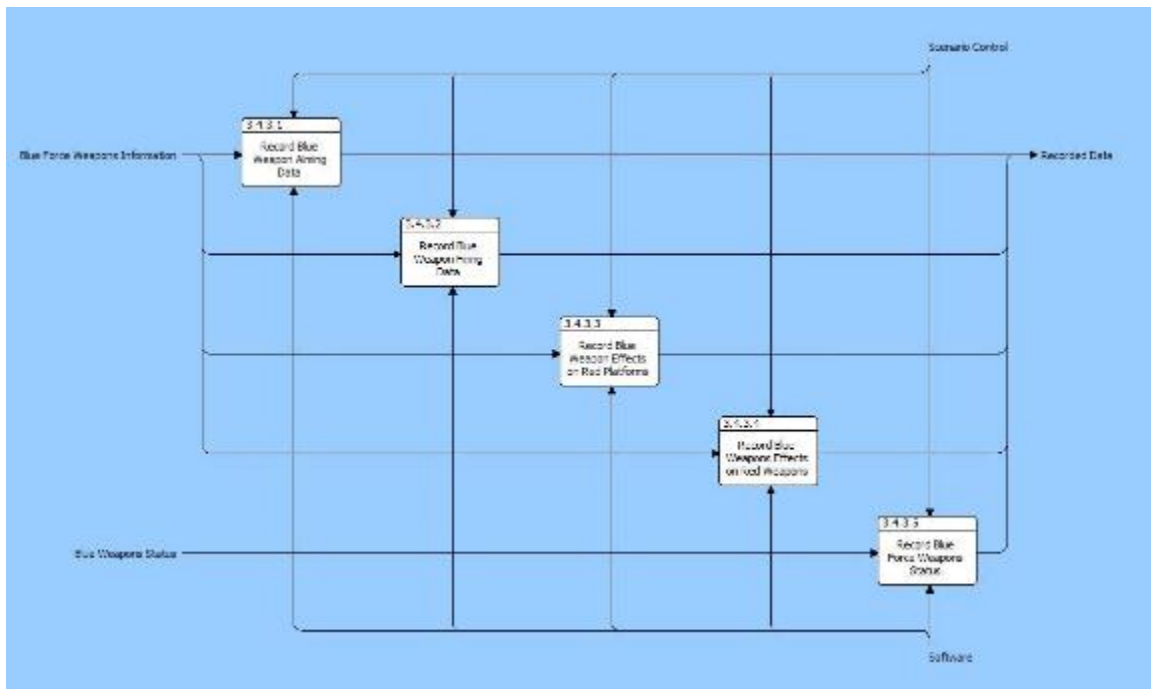 Scenario Control
3.4.3.1
Record Blue
Weapon Aiming
Data
Blue Force Weapons Information
Recorded Data
3.4.3.2
Record Blue
Weapon Firing
Data
3.4.3.3
Record Blue
Weapon Effects
on Red Platforms
3.4.3.4
Record Blue
Weapons Effects
on Red Weapons
3.4.3.5
Record Blue
Force Weapons
Status
Blue Weapons Status
Software